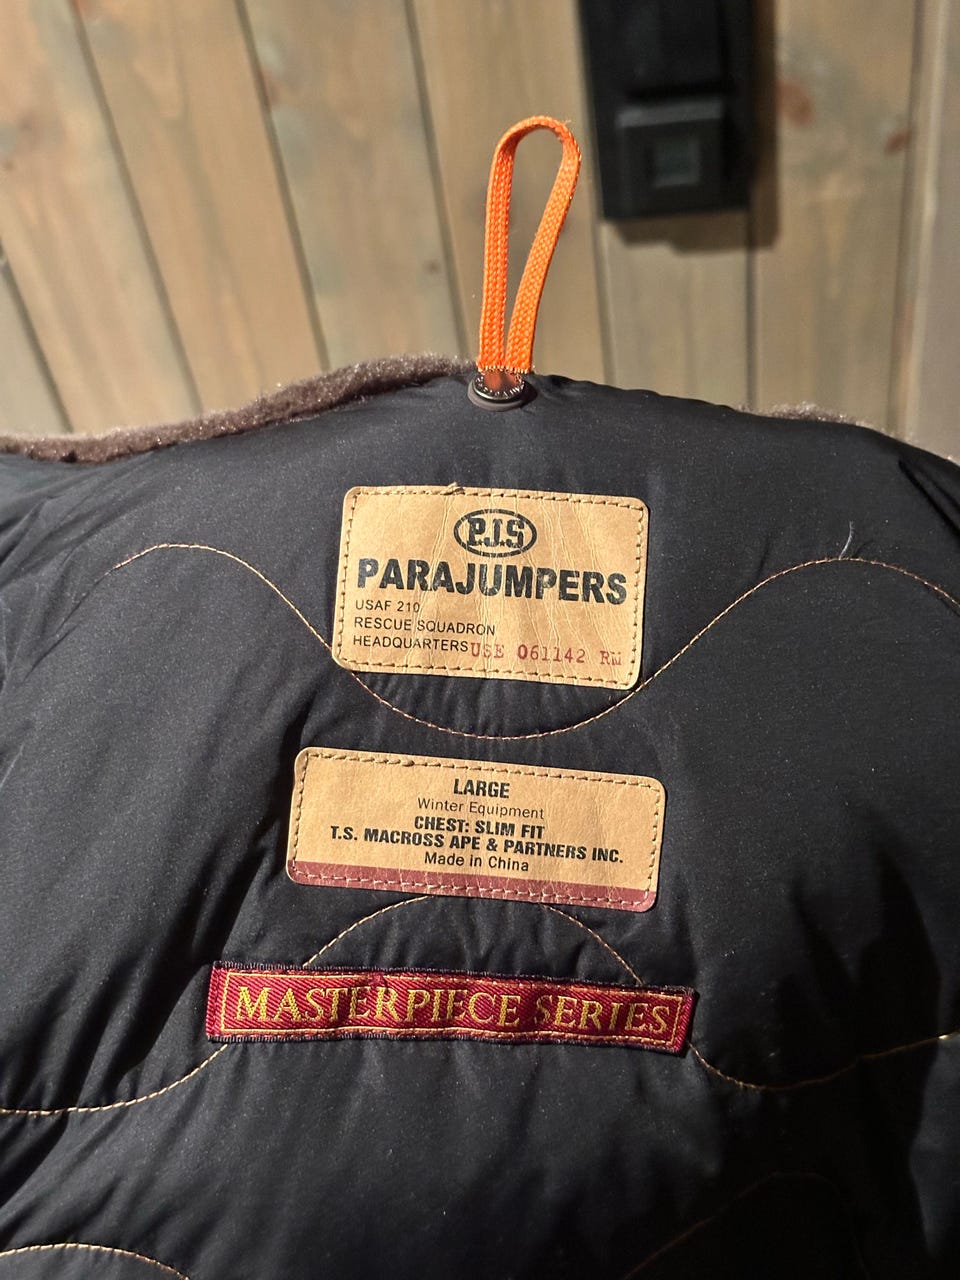 P.J.S
PARAJUMPERS
USAF 210
RESCUE SQUADRON
HEADQUARTERS USE 061142 RM
LARGE
Winter Equipment
CHEST: SLIM FIT
T.S. MACROSS APE & PARTNERS INC.
Made in China
MASTERPIECE SERIES